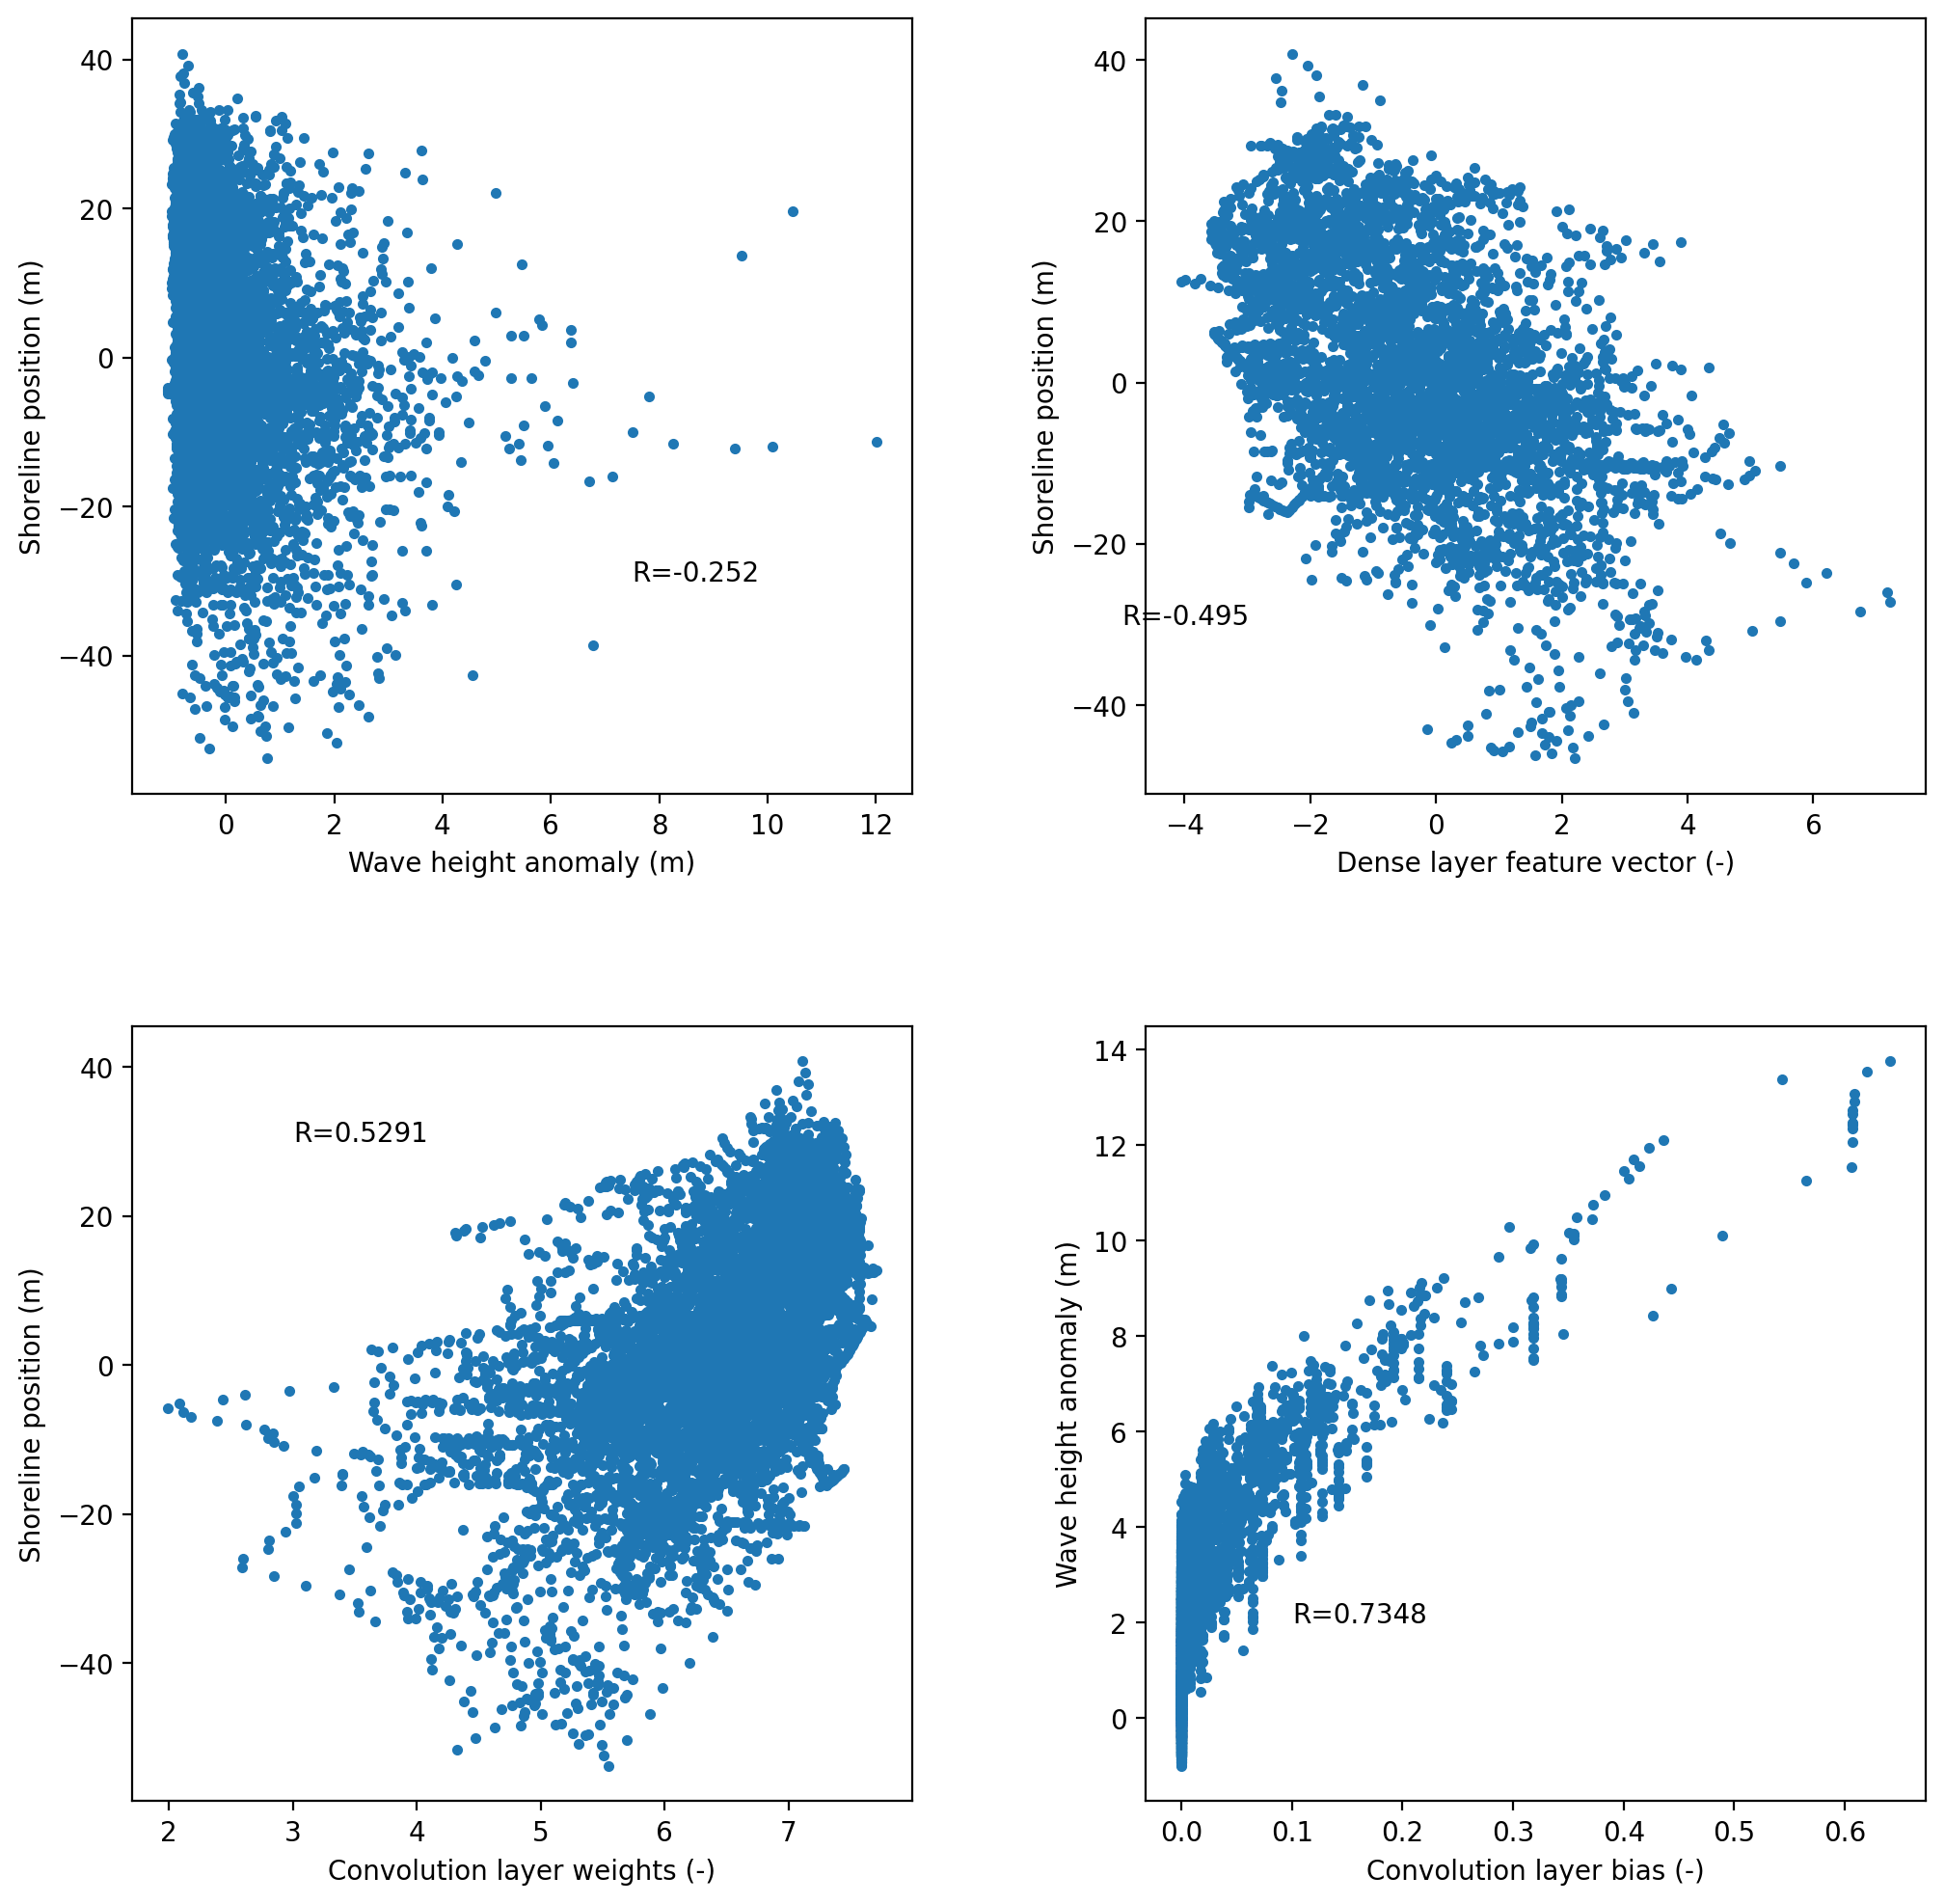 40
20
0
−20
−40
Shoreline position (m)
R=-0.252
0 2 4 6 8 10 12
Wave height anomaly (m)
40
20
0
−20
−40
Shoreline position (m)
R=-0.495
−4 −2 0 2 4 6
Dense layer feature vector (-)
40
20
0
−20
−40
Shoreline position (m)
R=0.5291
2 3 4 5 6 7
Convolution layer weights (-)
14
12
10
8
6
4
2
0
Wave height anomaly (m)
R=0.7348
0.0 0.1 0.2 0.3 0.4 0.5 0.6
Convolution layer bias (-)